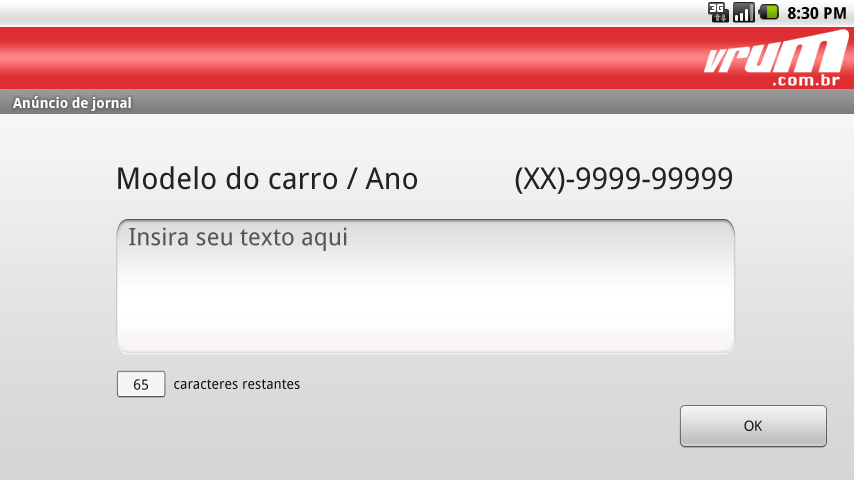 3G 8:30 PM
vrum
.com.br
Anúncio de jornal
Modelo do carro / Ano (XX)-9999-99999
Insira seu texto aqui
65 caracteres restantes
OK